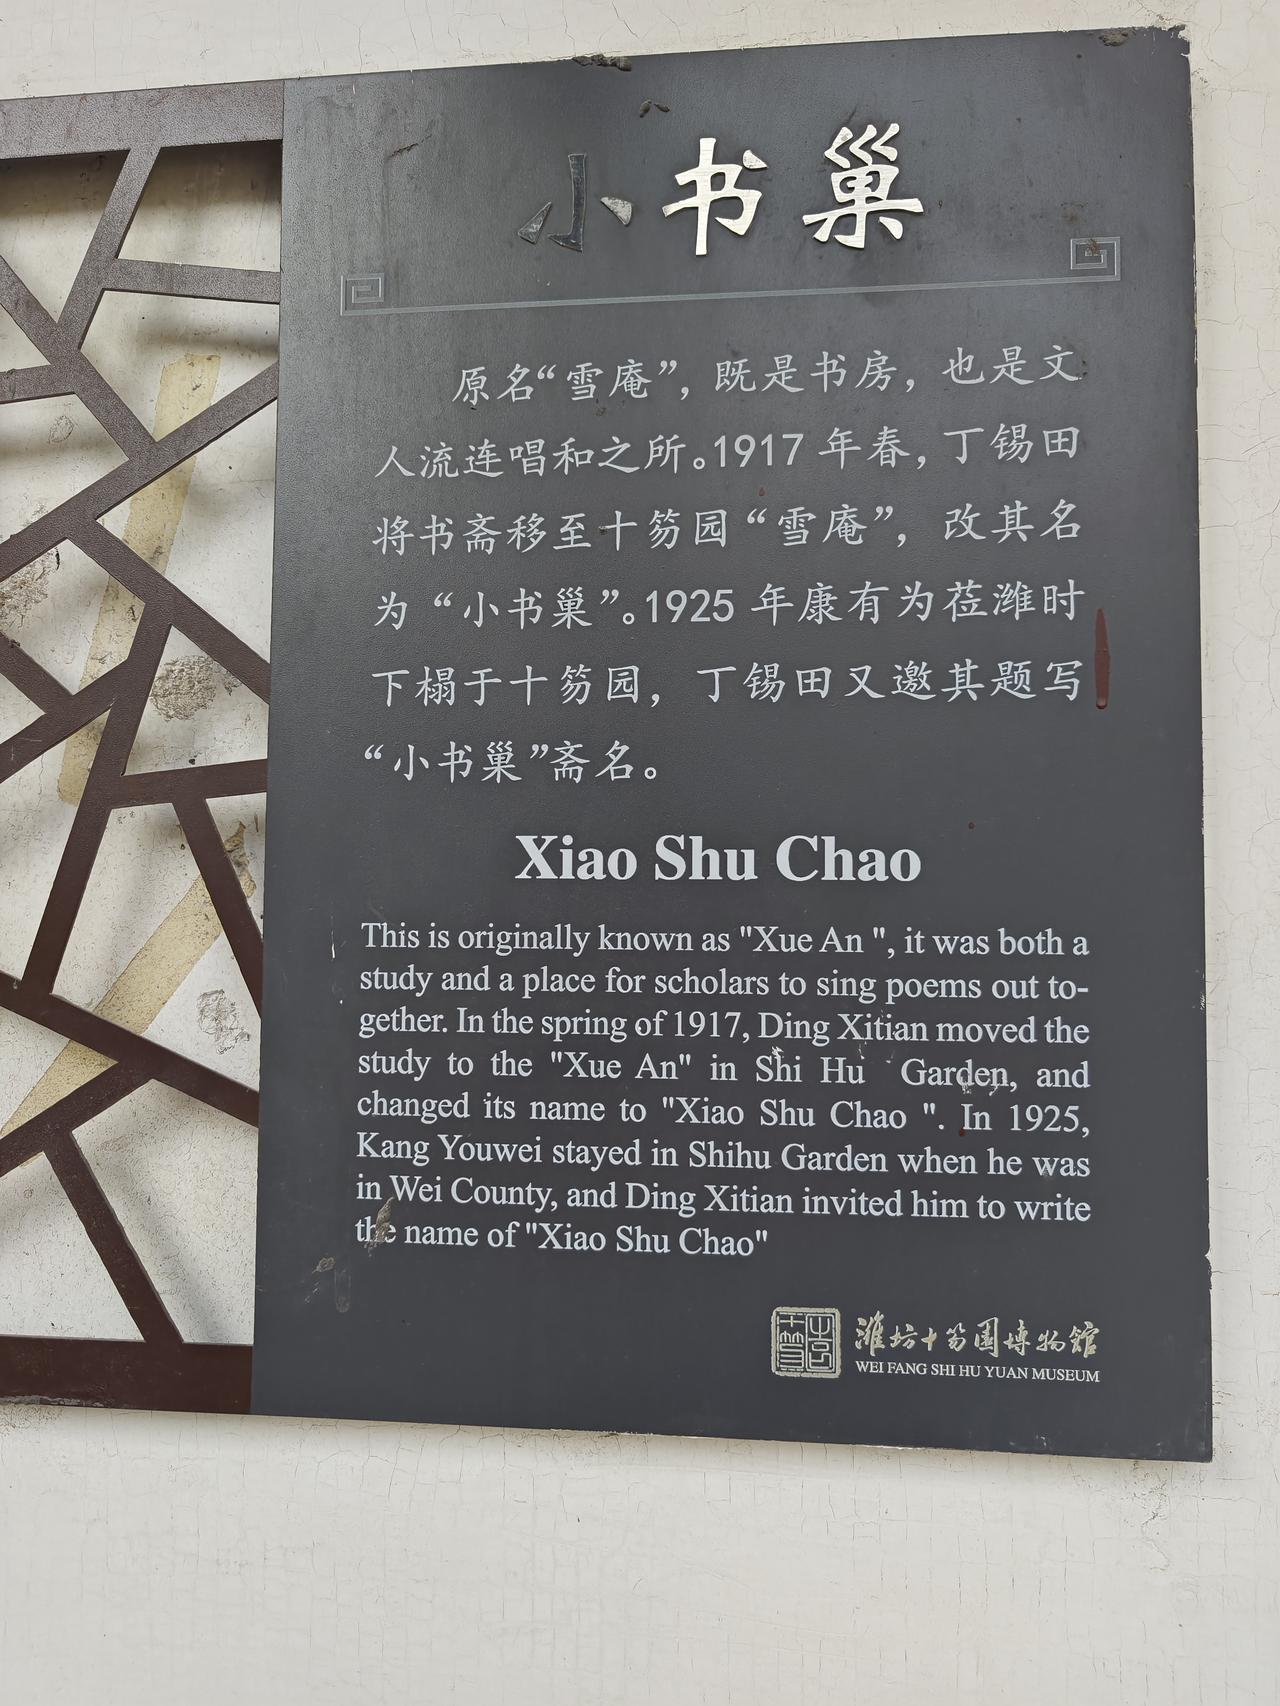 小书巢
原名“雪庵”，既是书房，也是文
人流连唱和之所。1917 年春，丁锡田
将书斋移至十笏园“雪庵”，改其名
为“小书巢”。1925 年康有为莅潍时
下榻于十笏园，丁锡田又邀其题写
“小书巢”斋名。
Xiao Shu Chao
This is originally known as "Xue An ", it was both a
study and a place for scholars to sing poems out to-
gether. In the spring of 1917, Ding Xitian moved the
study to the "Xue An" in Shi Hu Garden, and
changed its name to "Xiao Shu Chao ". In 1925,
Kang Youwei stayed in Shihu Garden when he was
in Wei County, and Ding Xitian invited him to write
the name of "Xiao Shu Chao"
潍坊十笏園博物館
WEI FANG SHI HU YUAN MUSEUM